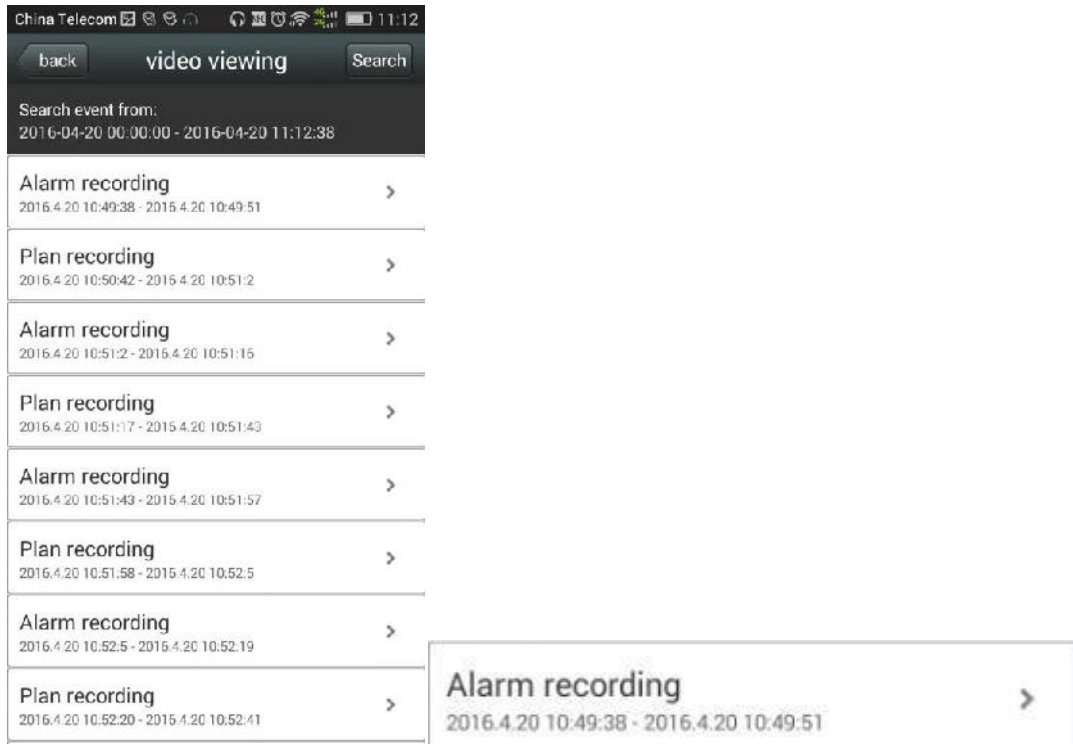 China Telecom 11:12
back video viewing Search
Search event from:
2016-04-20 00:00:00 - 2016-04-20 11:12:38
Alarm recording
2016.4.20 10:49:38 - 2016.4.20 10:49:51
Plan recording
2016.4.20 10:50:42 - 2016.4.20 10:51:2
Alarm recording
2016.4.20 10:51:2 - 2016.4.20 10:51:16
Plan recording
2016.4.20 10:51:17 - 2016.4.20 10:51:43
Alarm recording
2016.4.20 10:51:43 - 2016.4.20 10:51:57
Plan recording
2016.4.20 10:51:58 - 2016.4.20 10:52:5
Alarm recording
2016.4.20 10:52:5 - 2016.4.20 10:52:19
Plan recording
2016.4.20 10:52:20 - 2016.4.20 10:52:41
Alarm recording
2016.4.20 10:49:38 - 2016.4.20 10:49:51